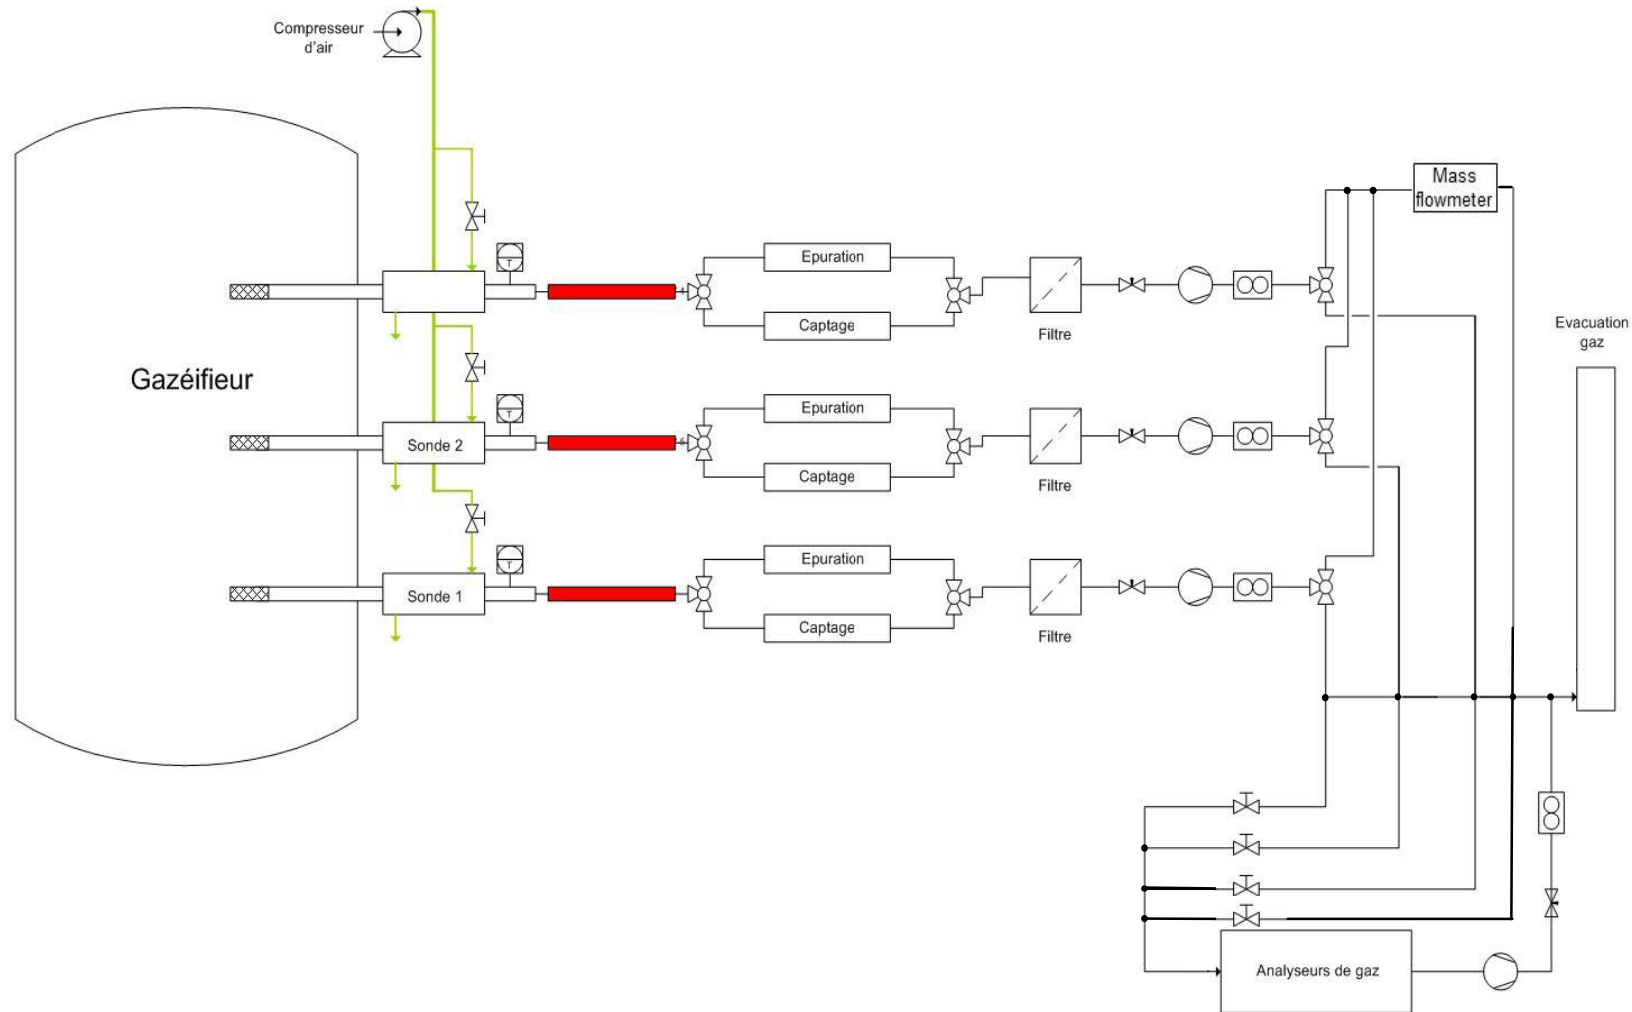 Compresseur
d'air
Mass
flowmeter
T
Epuration
Captage
Filtre
Evacuation
gaz
Gazéifieur
T
Epuration
Sonde 2
Captage
Filtre
T
Epuration
Sonde 1
Captage
Filtre
Analyseurs de gaz